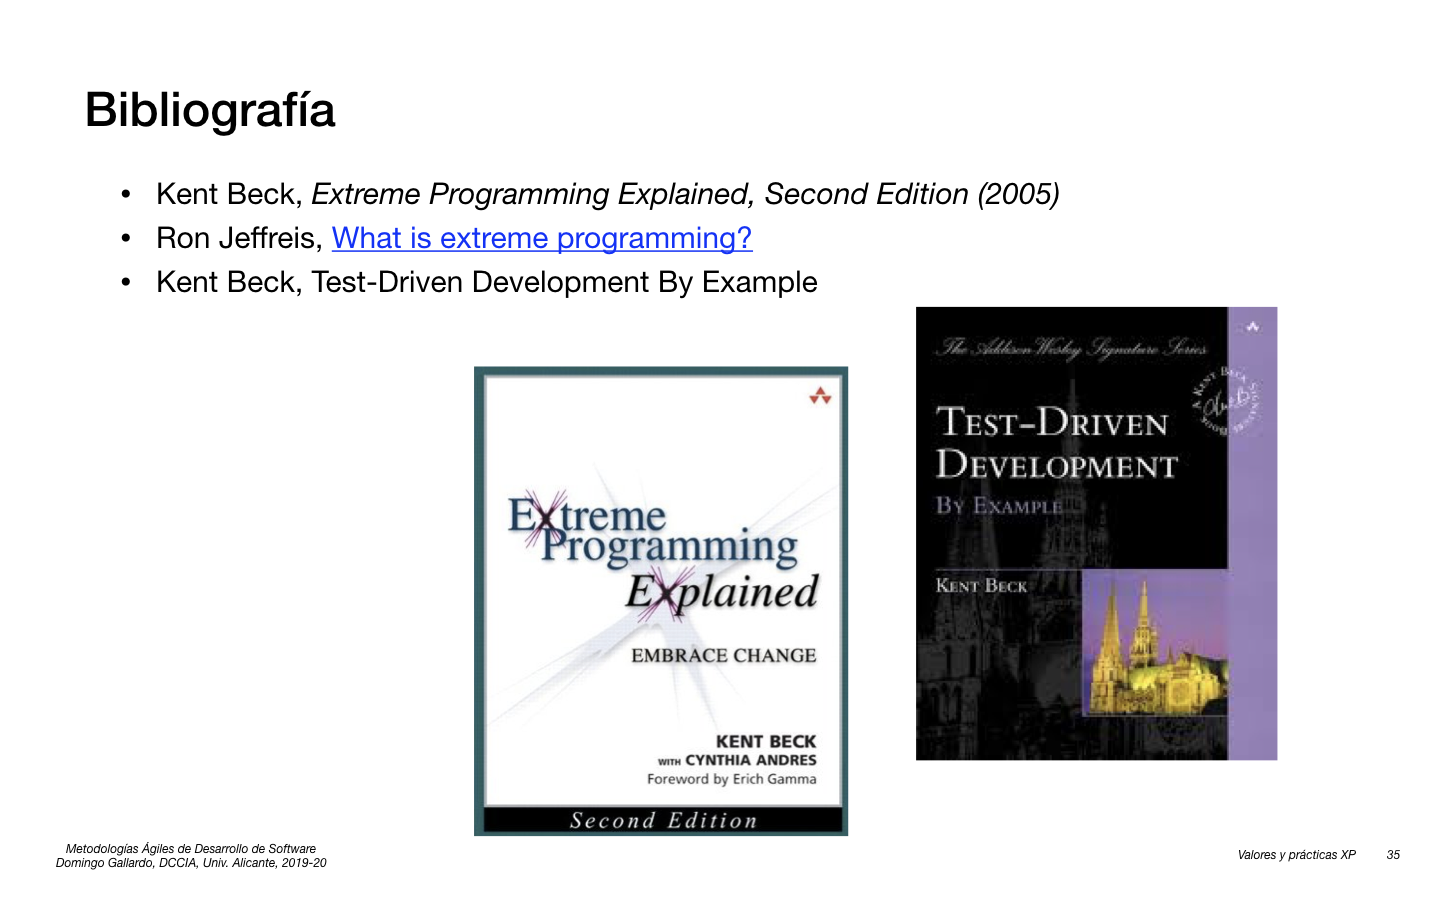 Bibliografía
• Kent Beck, Extreme Programming Explained, Second Edition (2005)
• Ron Jeffreis, What is extreme programming?
• Kent Beck, Test-Driven Development By Example
The Addison-Wesley Signature Series
A KENT BECK SIGNATURE BOOK
TEST-DRIVEN
DEVELOPMENT
BY EXAMPLE
KENT BECK
Extreme
Programming
Explained
EMBRACE CHANGE
KENT BECK
WITH CYNTHIA ANDRES
Foreword by Erich Gamma
Second Edition
Metodologías Ágiles de Desarrollo de Software
Domingo Gallardo, DCCIA, Univ. Alicante, 2019-20
Valores y prácticas XP 35